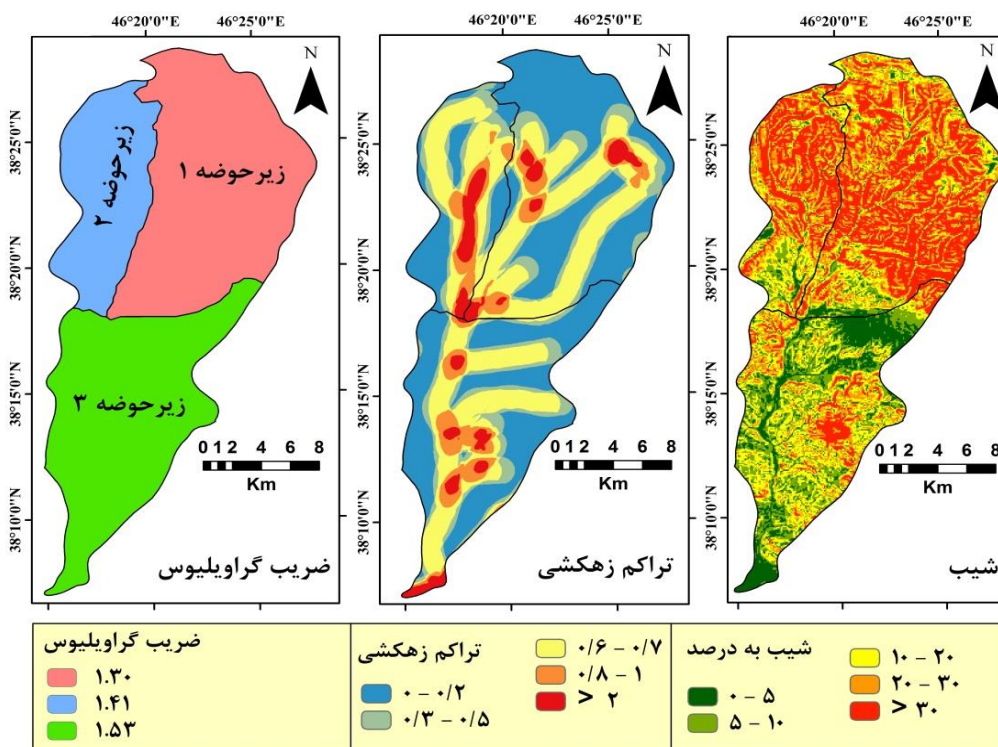 46°20'0"E 46°25'0"E
46°20'0"E 46°25'0"E
46°20'0"E 46°25'0"E
N
N
N
38°25'0"N
38°20'0"N
38°15'0"N
38°10'0"N
زیرحوضه ۱
زیرحوضه ۲
زیرحوضه ۳
0 1 2 4 6 8
Km
ضریب گراویلیوس
38°25'0"N
38°20'0"N
38°15'0"N
38°10'0"N
0 1 2 4 6 8
Km
تراکم زهکشی
38°25'0"N
38°20'0"N
38°15'0"N
38°10'0"N
0 1 2 4 6 8
Km
شیب
ضریب گراویلیوس
۱.۳۰
۱.۴۱
۱.۵۳
تراکم زهکشی
۰ - ۰/۲
۰/۳ - ۰/۵
۰/۶ - ۰/۷
۰/۸ - ۱
> ۲
شیب به درصد
۰ - ۵
۵ - ۱۰
۱۰ - ۲۰
۲۰ - ۳۰
> ۳۰